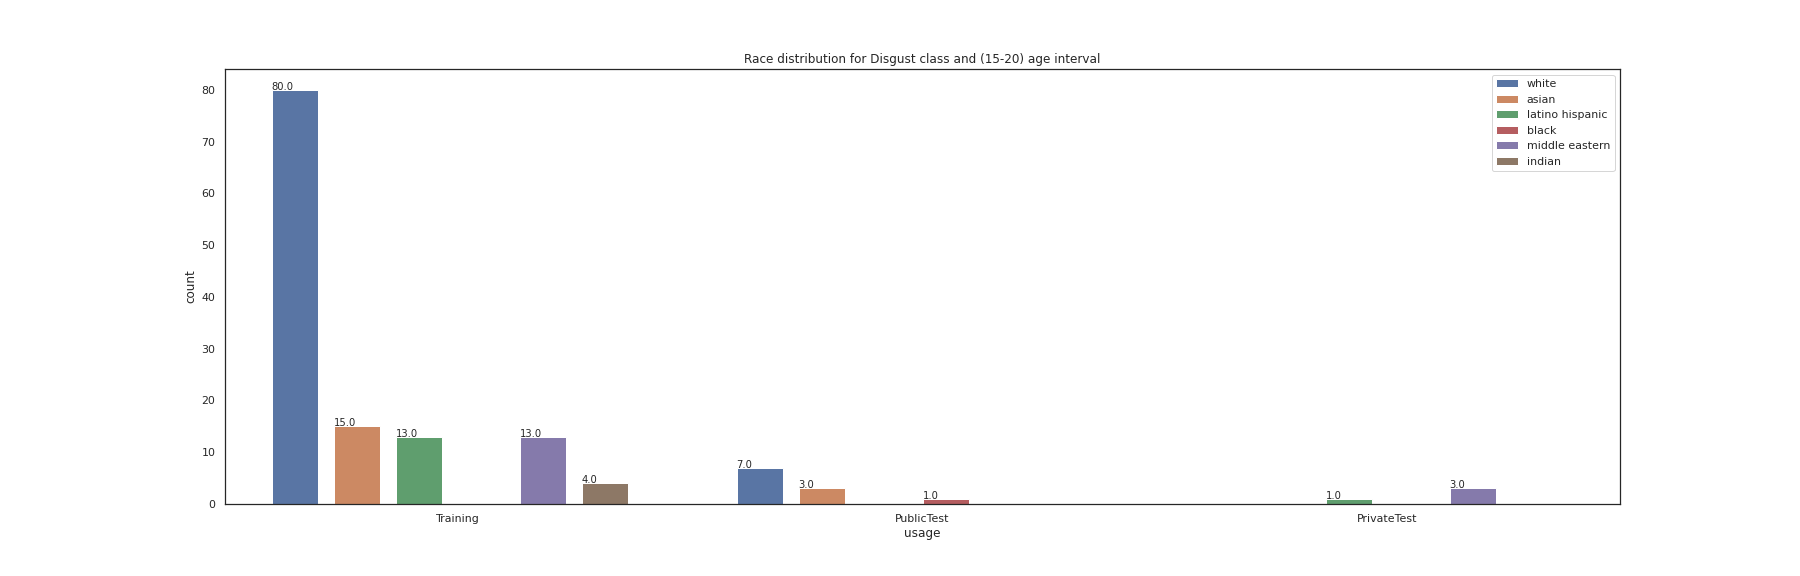 Race distribution for Disgust class and (15-20) age interval
white
asian
latino hispanic
black
middle eastern
indian
count
80
70
60
50
40
30
20
10
0
80.0
15.0
13.0
13.0
4.0
7.0
3.0
1.0
1.0
3.0
Training
PublicTest
PrivateTest
usage